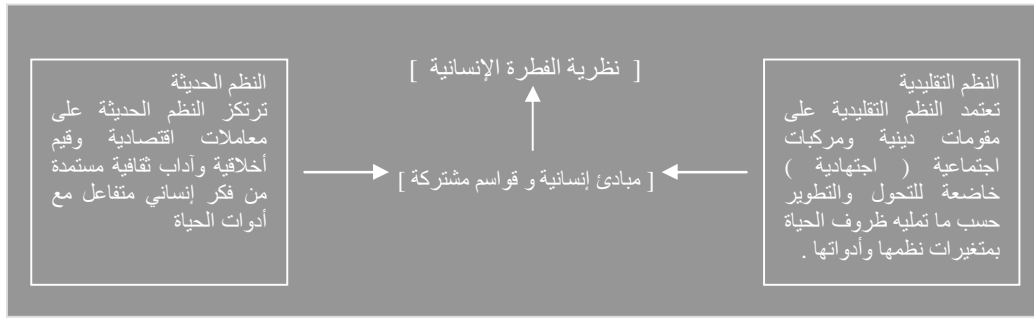 [ نظرية الفطرة الإنسانية ]
النظم التقليدية
تعتمد النظم التقليدية على
مقومات دينية ومركبات
اجتماعية ( اجتهادية )
خاضعة للتحول والتطوير
حسب ما تمليه ظروف الحياة
بمتغيرات نظمها وأدواتها .
[ مبادئ إنسانية و قواسم مشتركة ]
النظم الحديثة
ترتكز النظم الحديثة على
معاملات اقتصادية وقيم
أخلاقية وآداب ثقافية مستمدة
من فكر إنساني متفاعل مع
أدوات الحياة